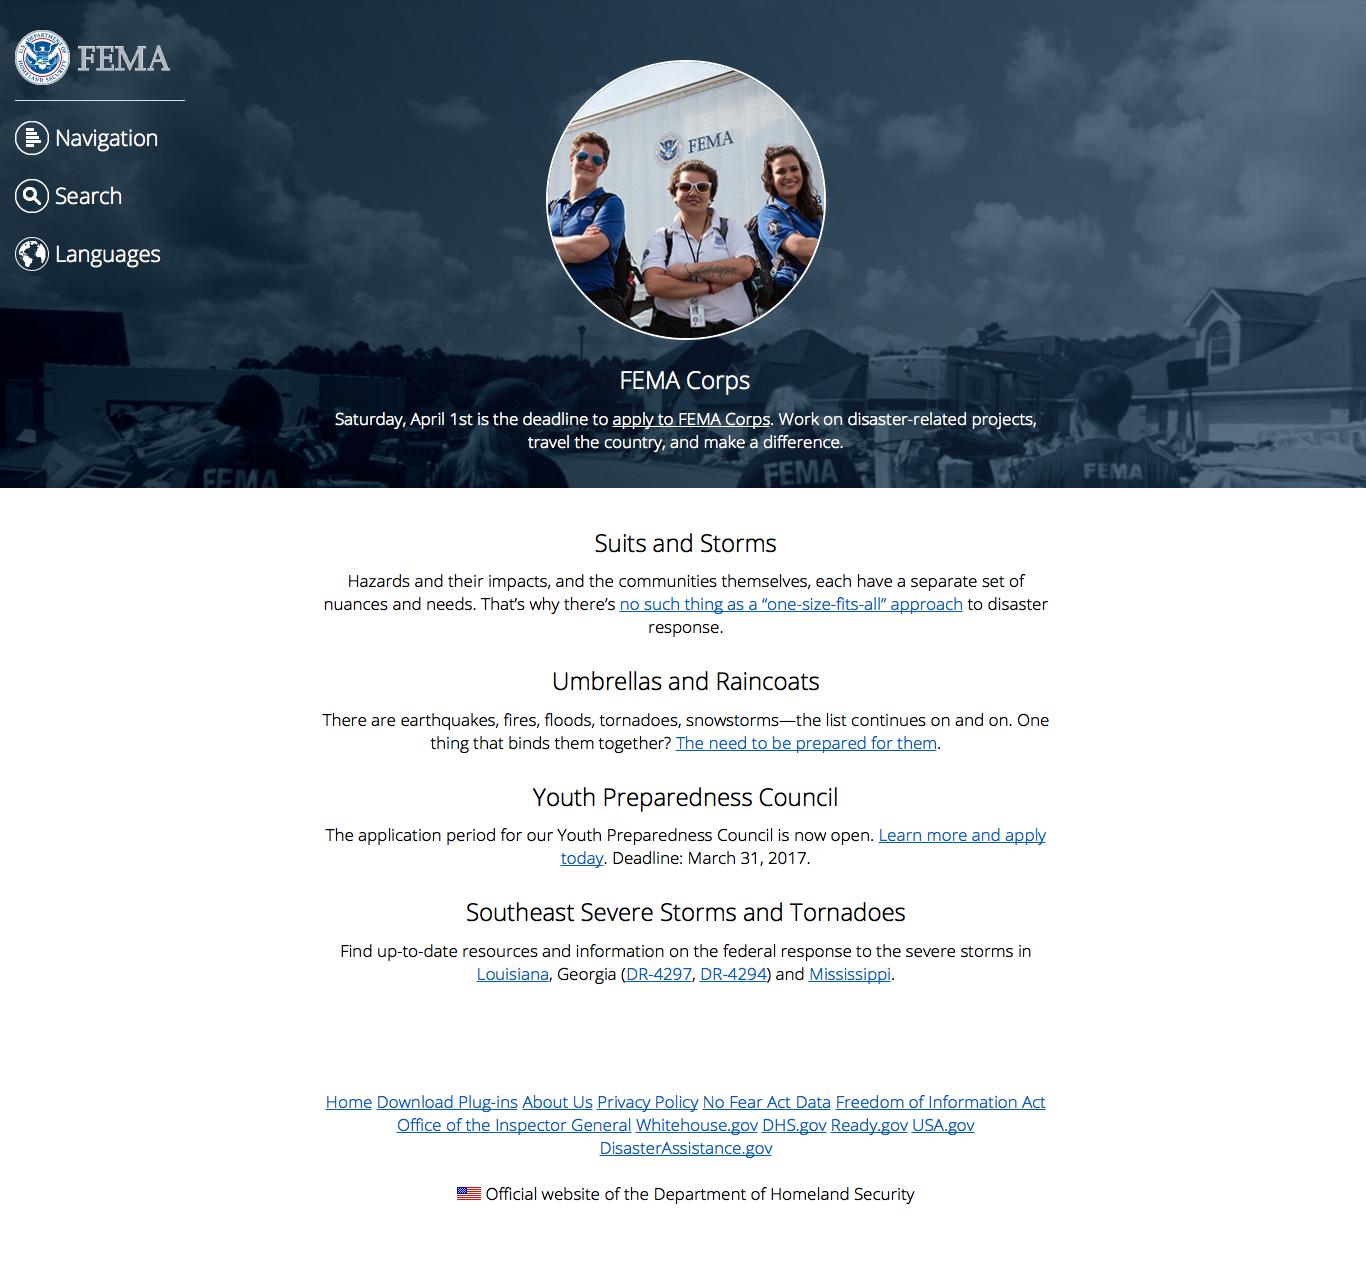 U.S. DEPARTMENT OF HOMELAND SECURITY
FEMA
Navigation
Search
Languages
FEMA
FEMA Corps
Saturday, April 1st is the deadline to apply to FEMA Corps. Work on disaster-related projects,
travel the country, and make a difference.
FEMA
FEMA
FEMA
Suits and Storms
Hazards and their impacts, and the communities themselves, each have a separate set of
nuances and needs. That’s why there’s no such thing as a “one-size-fits-all” approach to disaster
response.
Umbrellas and Raincoats
There are earthquakes, fires, floods, tornadoes, snowstorms—the list continues on and on. One
thing that binds them together? The need to be prepared for them.
Youth Preparedness Council
The application period for our Youth Preparedness Council is now open. Learn more and apply
today. Deadline: March 31, 2017.
Southeast Severe Storms and Tornadoes
Find up-to-date resources and information on the federal response to the severe storms in
Louisiana, Georgia (DR-4297, DR-4294) and Mississippi.
Home Download Plug-ins About Us Privacy Policy No Fear Act Data Freedom of Information Act
Office of the Inspector General Whitehouse.gov DHS.gov Ready.gov USA.gov
DisasterAssistance.gov
Official website of the Department of Homeland Security